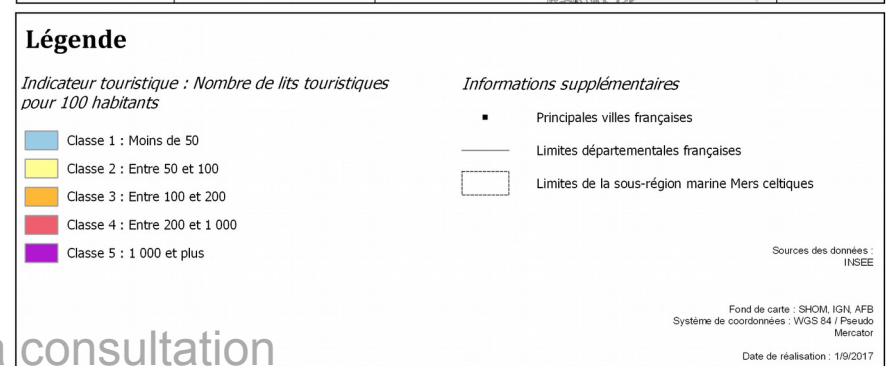 Légende
Indicateur touristique : Nombre de lits touristiques
pour 100 habitants
Classe 1 : Moins de 50
Classe 2 : Entre 50 et 100
Classe 3 : Entre 100 et 200
Classe 4 : Entre 200 et 1 000
Classe 5 : 1 000 et plus
Informations supplémentaires
Principales villes françaises
Limites départementales françaises
Limites de la sous-région marine Mers celtiques
Sources des données :
INSEE
Fond de carte : SHOM, IGN, AFB
Système de coordonnées : WGS 84 / Pseudo
Mercator
Date de réalisation : 1/9/2017
a consultation